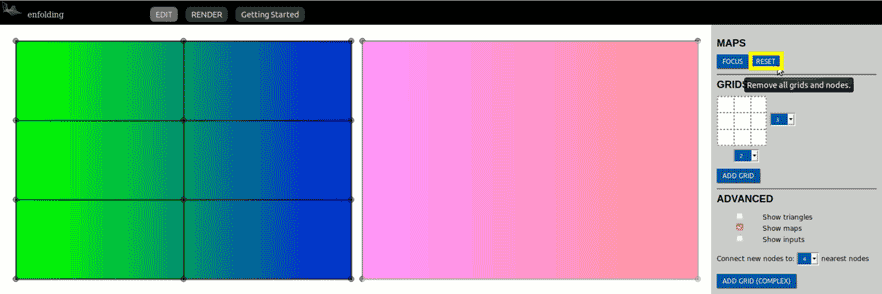 enfolding
EDIT
RENDER
Getting Started
MAPS
FOCUS
RESET
Remove all grids and nodes.
GRIDS
3
2
ADD GRID
ADVANCED
Show triangles
Show maps
Show inputs
Connect new nodes to: 4 nearest nodes
ADD GRID (COMPLEX)